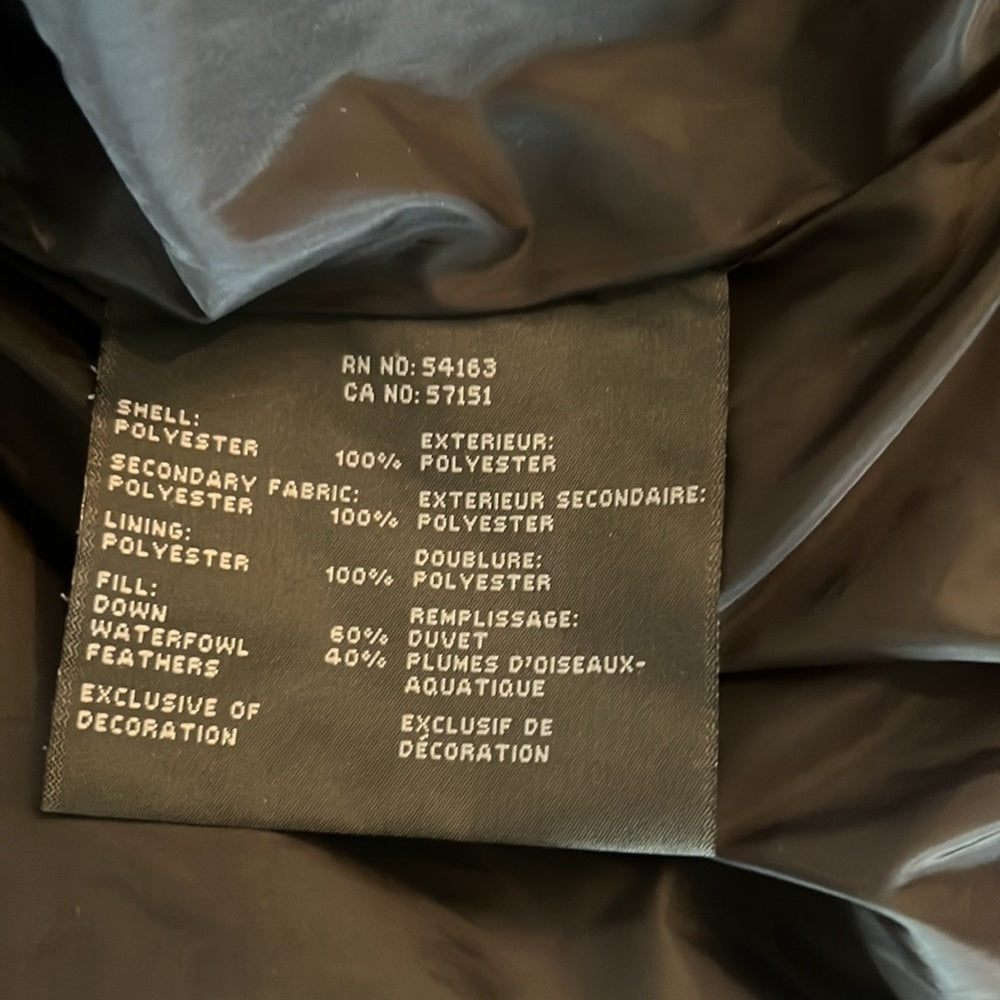 RN NO: 54163
CA NO: 57151
SHELL:
POLYESTER 100%
SECONDARY FABRIC:
POLYESTER 100%
LINING:
POLYESTER 100%
FILL:
DOWN 60%
WATERFOWL 40%
FEATHERS
EXCLUSIVE OF
DECORATION
EXTERIEUR:
POLYESTER
EXTERIEUR SECONDAIRE:
POLYESTER
DOUBLURE:
POLYESTER
REMPLISSAGE:
DUVET
PLUMES D'OISEAUX-
AQUATIQUE
EXCLUSIF DE
DÉCORATION